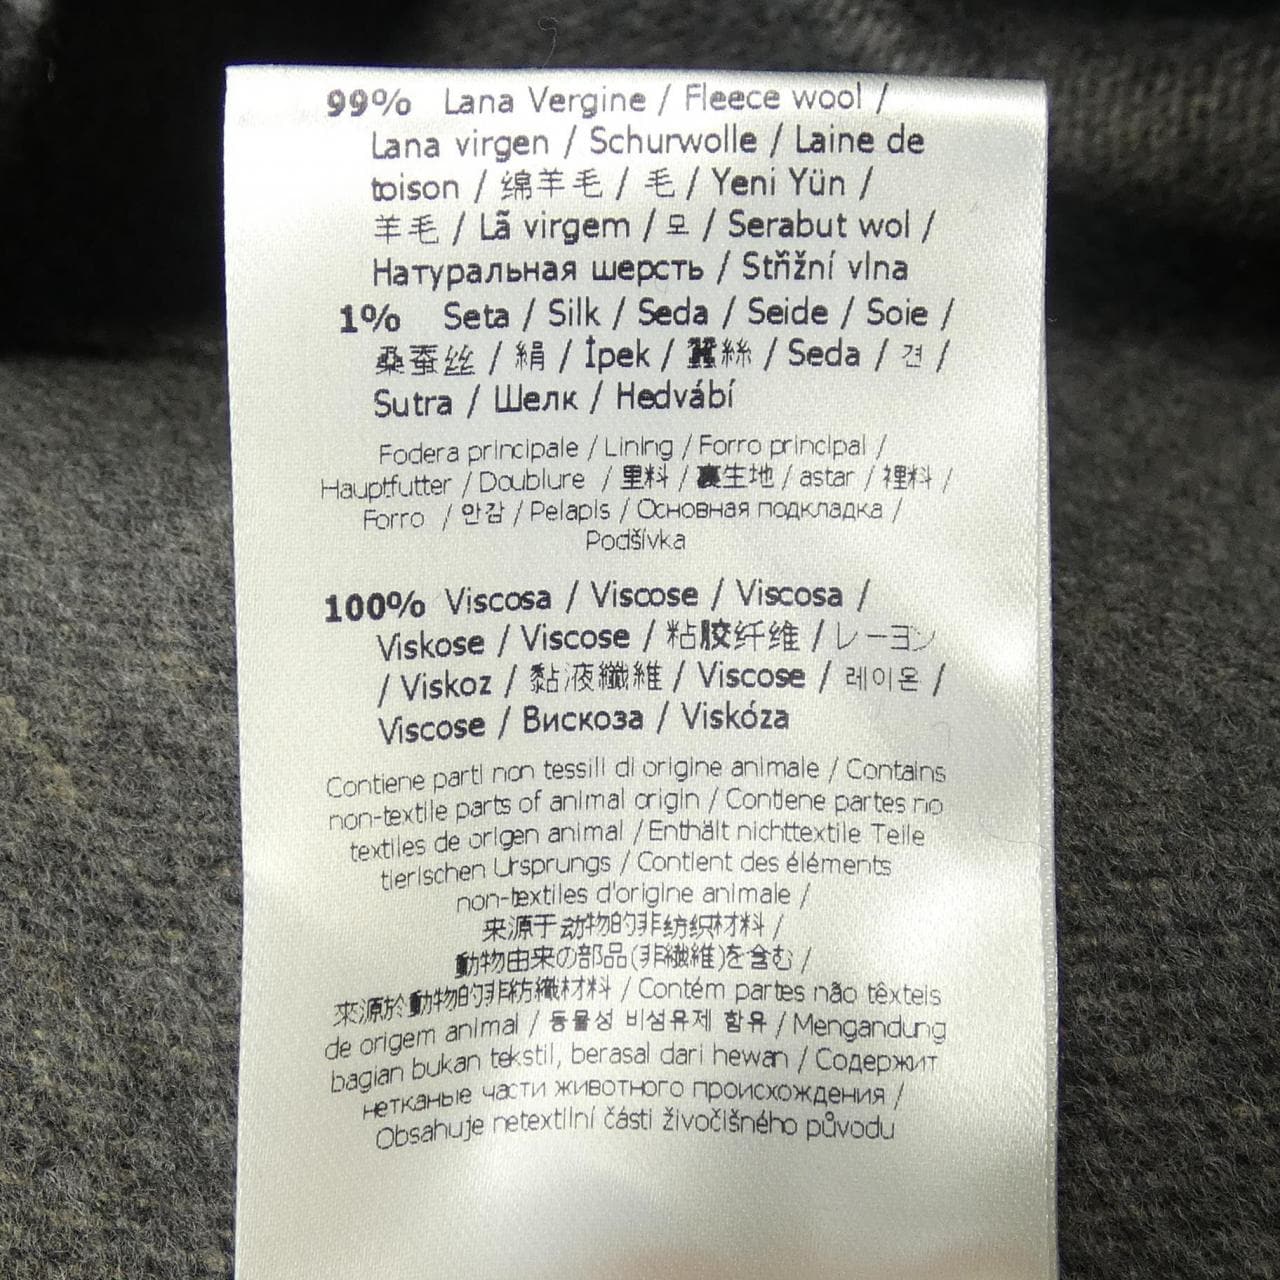 99% Lana Vergine / Fleece wool /
Lana virgen / Schurwolle / Laine de
toison / 绵羊毛 / 毛 / Yeni Yün /
羊毛 / Lã virgem / 모 / Serabut wol /
Натуральная шерсть / Stňžní vlna
1% Seta / Silk / Seda / Seide / Soie /
桑蚕丝 / 絹 / İpek / 蠶絲 / Seda / 견 /
Sutra / Шелк / Hedvábí
Fodera principale / Lining / Forro principal /
Hauptfutter / Doublure / 里料 / 裏生地 / astar / 裡料 /
Forro / 안감 / Pelapis / Основная подкладка /
Podšívka
100% Viscosa / Viscose / Viscosa /
Viskose / Viscose / 粘胶纤维 / レーヨン
/ Viskoz / 黏液纖維 / Viscose / 레이온 /
Viscose / Вискоза / Viskóza
Contiene parti non tessili di origine animale / Contains
non-textile parts of animal origin / Contiene partes no
textiles de origen animal / Enthält nichttextile Teile
tierischen Ursprungs / Contient des éléments
non-textiles d'origine animale /
来源于动物的非纺织材料 /
動物由来の部品(非繊維)を含む /
來源於動物的非紡織材料 / Contém partes não têxteis
de origem animal / 동물성 비섬유제 함유 / Mengandung
bagian bukan tekstil, berasal dari hewan / Содержит
нетканые части животного происхождения /
Obsahuje netextilní části živočišného původu